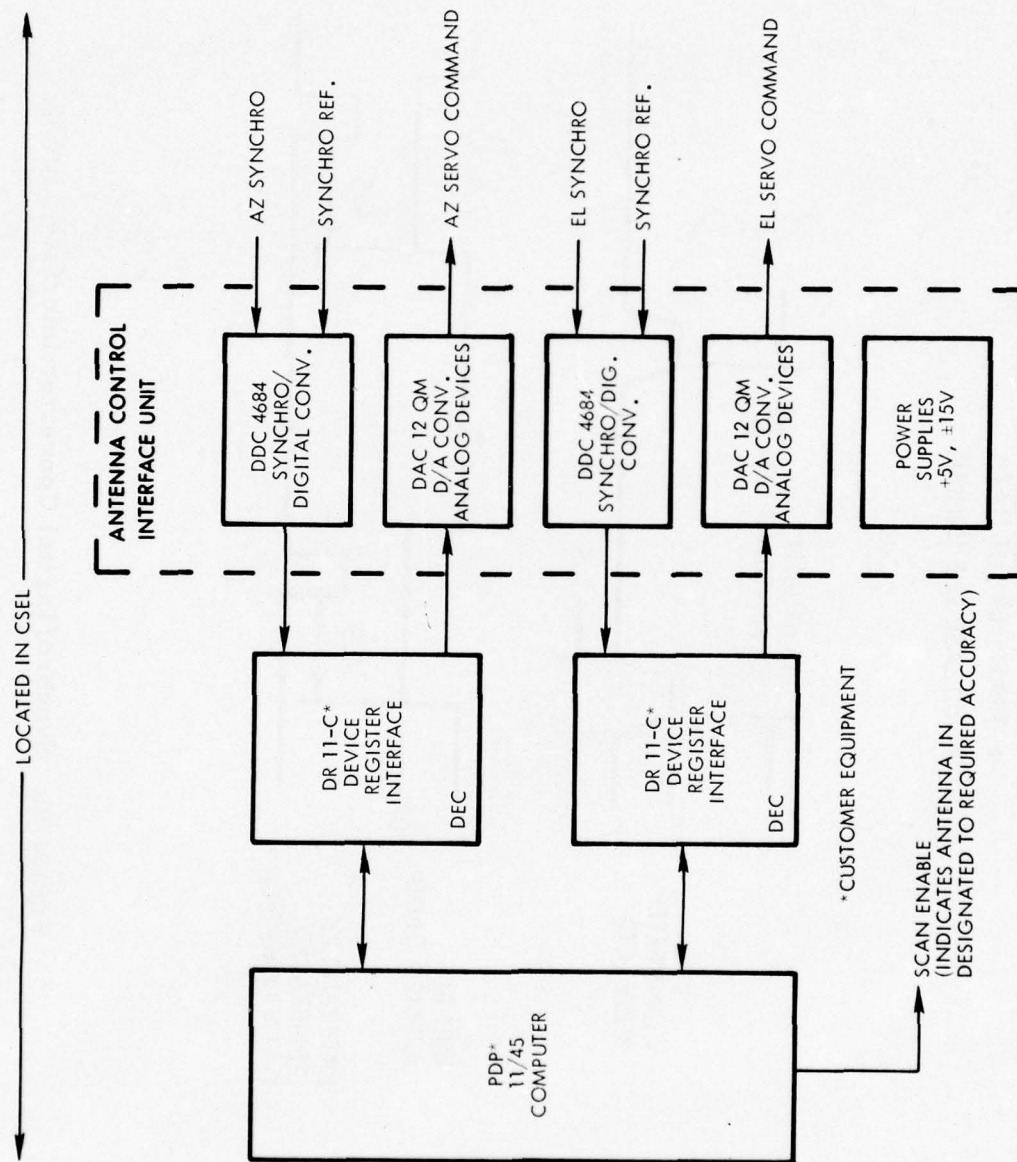 LOCATED IN CSEL
ANTENNA CONTROL
INTERFACE UNIT
PDP*
11/45
COMPUTER
DR 11-C*
DEVICE
REGISTER
INTERFACE
DEC
DDC 4684
SYNCHRO/
DIGITAL CONV.
AZ SYNCHRO
SYNCHRO REF.
DAC 12 QM
D/A CONV.
ANALOG DEVICES
AZ SERVO COMMAND
DR 11-C*
DEVICE
REGISTER
INTERFACE
DEC
DDC 4684
SYNCHRO/DIG.
CONV.
EL SYNCHRO
SYNCHRO REF.
DAC 12 QM
D/A CONV.
ANALOG DEVICES
EL SERVO COMMAND
POWER
SUPPLIES
+5V, ±15V
*CUSTOMER EQUIPMENT
SCAN ENABLE
(INDICATES ANTENNA IN
DESIGNATED TO REQUIRED ACCURACY)